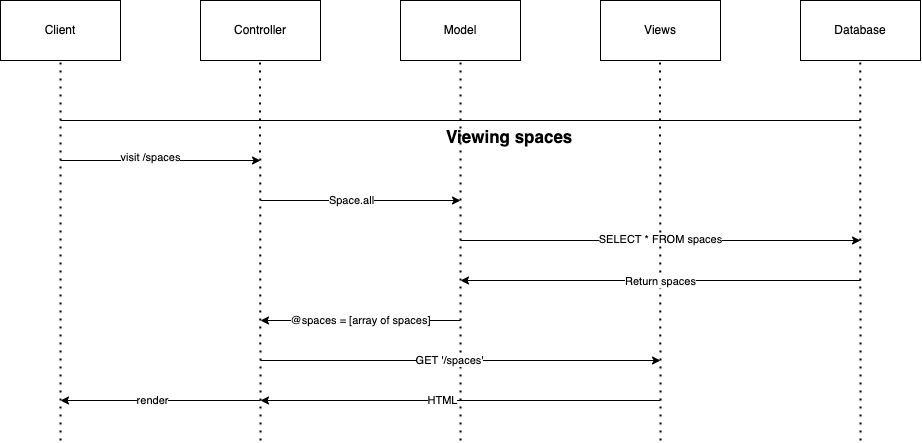 Client
Controller
Model
Views
Database
Viewing spaces
visit /spaces
Space.all
SELECT * FROM spaces
Return spaces
@spaces = [array of spaces]
GET '/spaces'
render
HTML